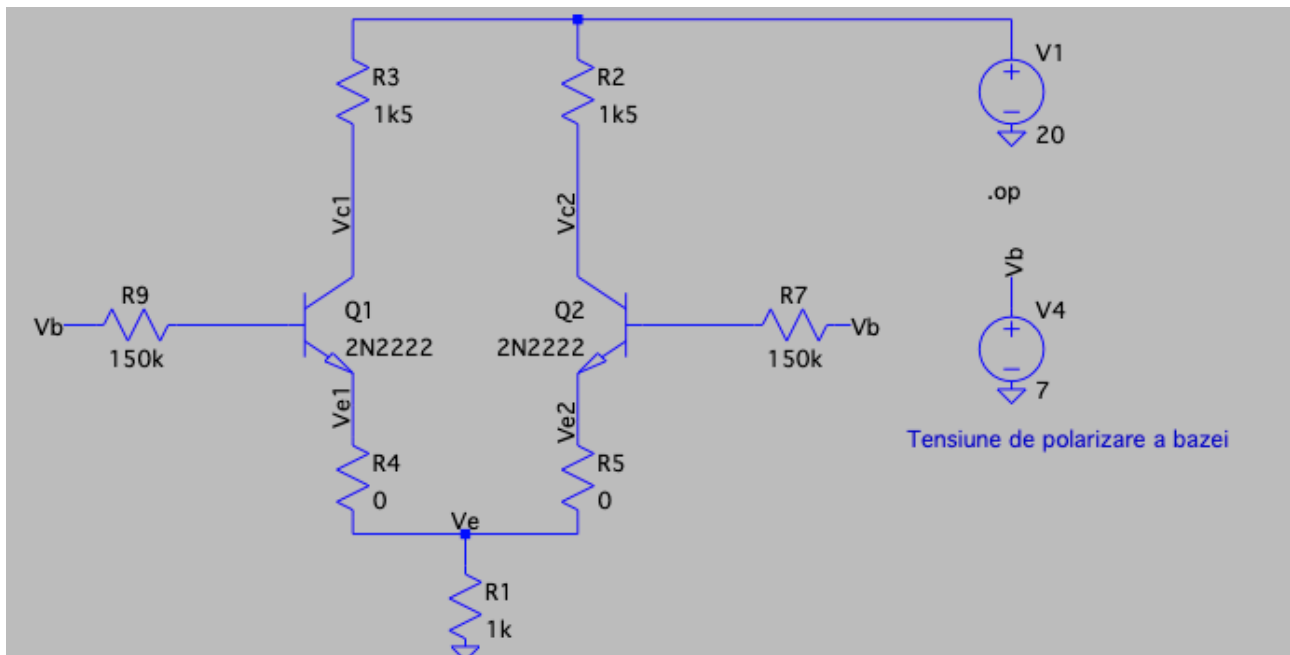 R3
1k5
R2
1k5
V1
20
.op
Vc1
Vc2
Vb
R9
150k
Vb
Q1
2N2222
Q2
2N2222
R7
150k
Vb
V4
7
Tensiune de polarizare a bazei
Ve1
Ve2
R4
0
R5
0
Ve
R1
1k